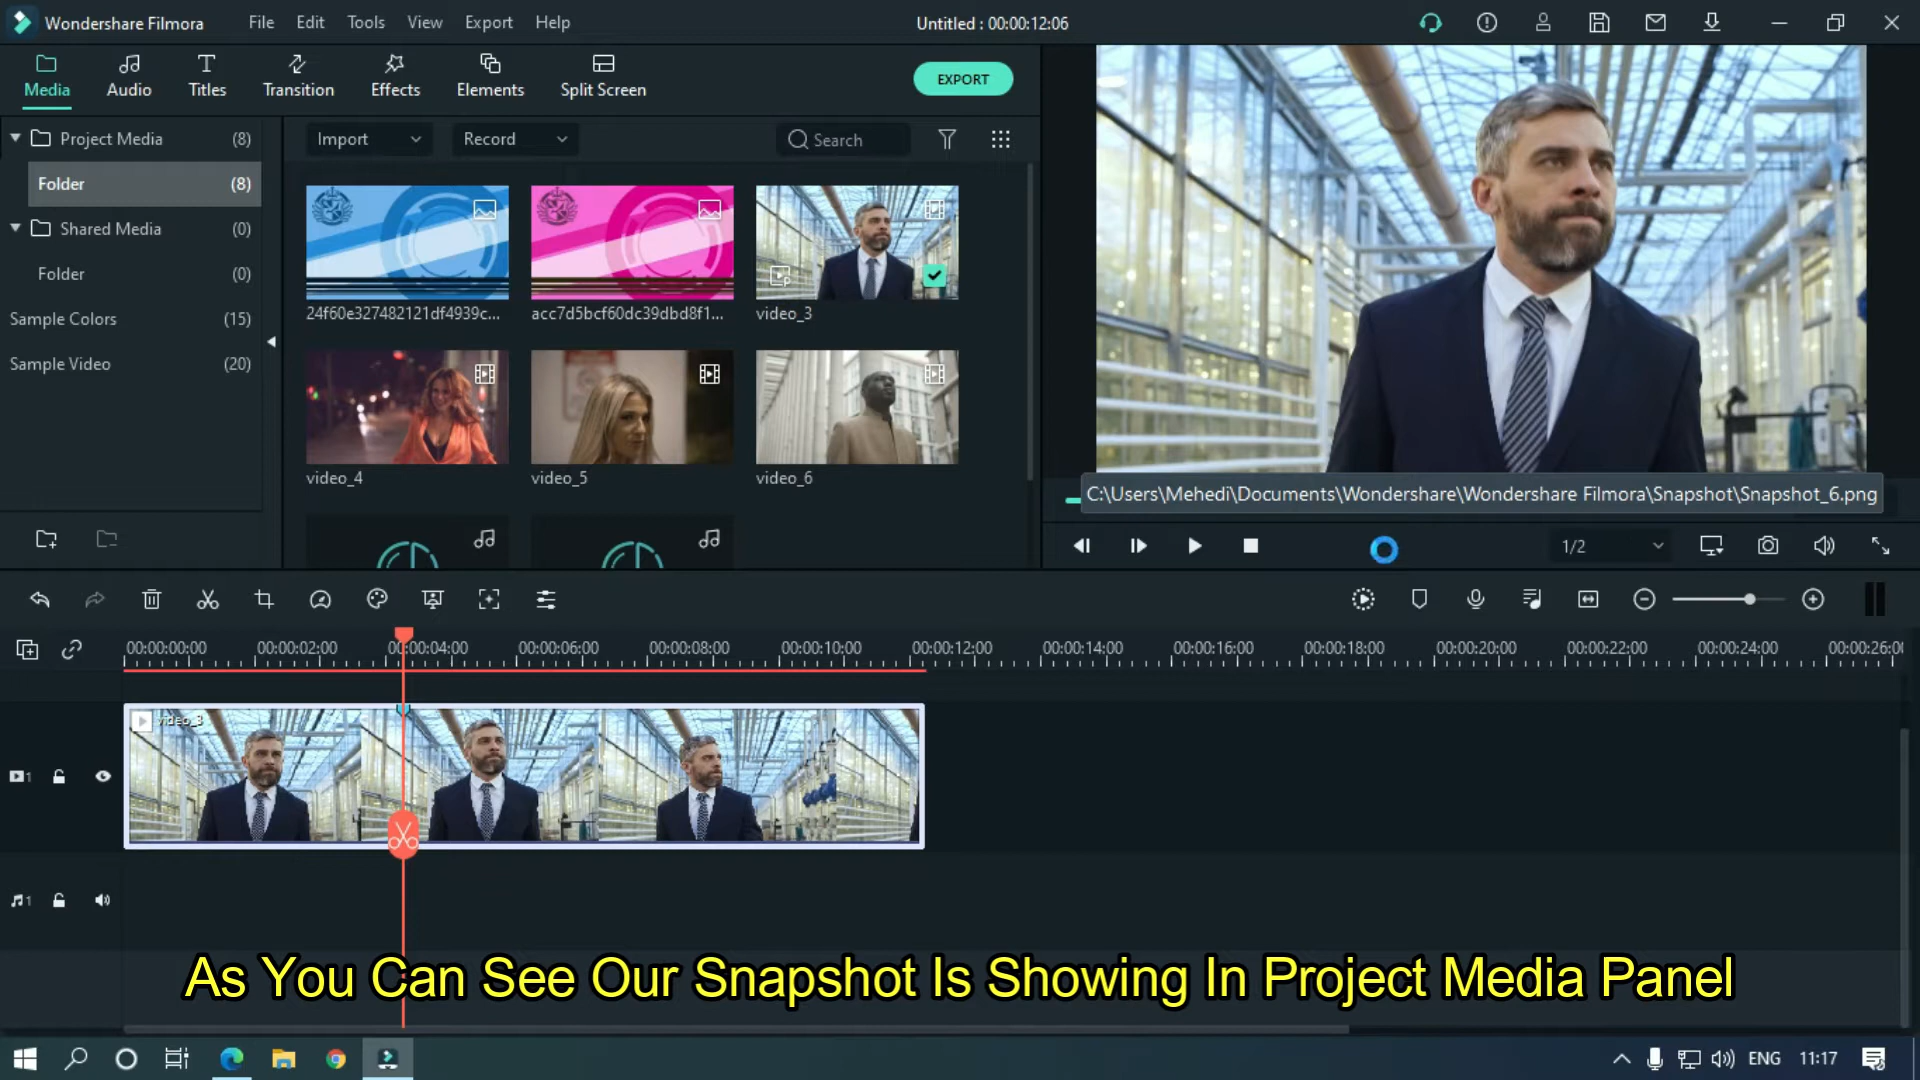 Wondershare Filmora File Edit Tools View Export Help Untitled : 00:00:12:06
Media Audio Titles Transition Effects Elements Split Screen EXPORT
Project Media (8)
Folder (8)
Shared Media (0)
Folder (0)
Sample Colors (15)
Sample Video (20)
Import Record Search
24f60e327482121df4939c... acc7d5bcf60dc39dbd8f1... video_3
video_4 video_5 video_6
C:\Users\Mehedi\Documents\Wondershare\Wondershare Filmora\Snapshot\Snapshot_6.png
1/2
00:00:00:00 00:00:02:00 00:00:04:00 00:00:06:00 00:00:08:00 00:00:10:00 00:00:12:00 00:00:14:00 00:00:16:00 00:00:18:00 00:00:20:00 00:00:22:00 00:00:24:00 00:00:26:0
video_3
1
1
As You Can See Our Snapshot Is Showing In Project Media Panel
ENG 11:17